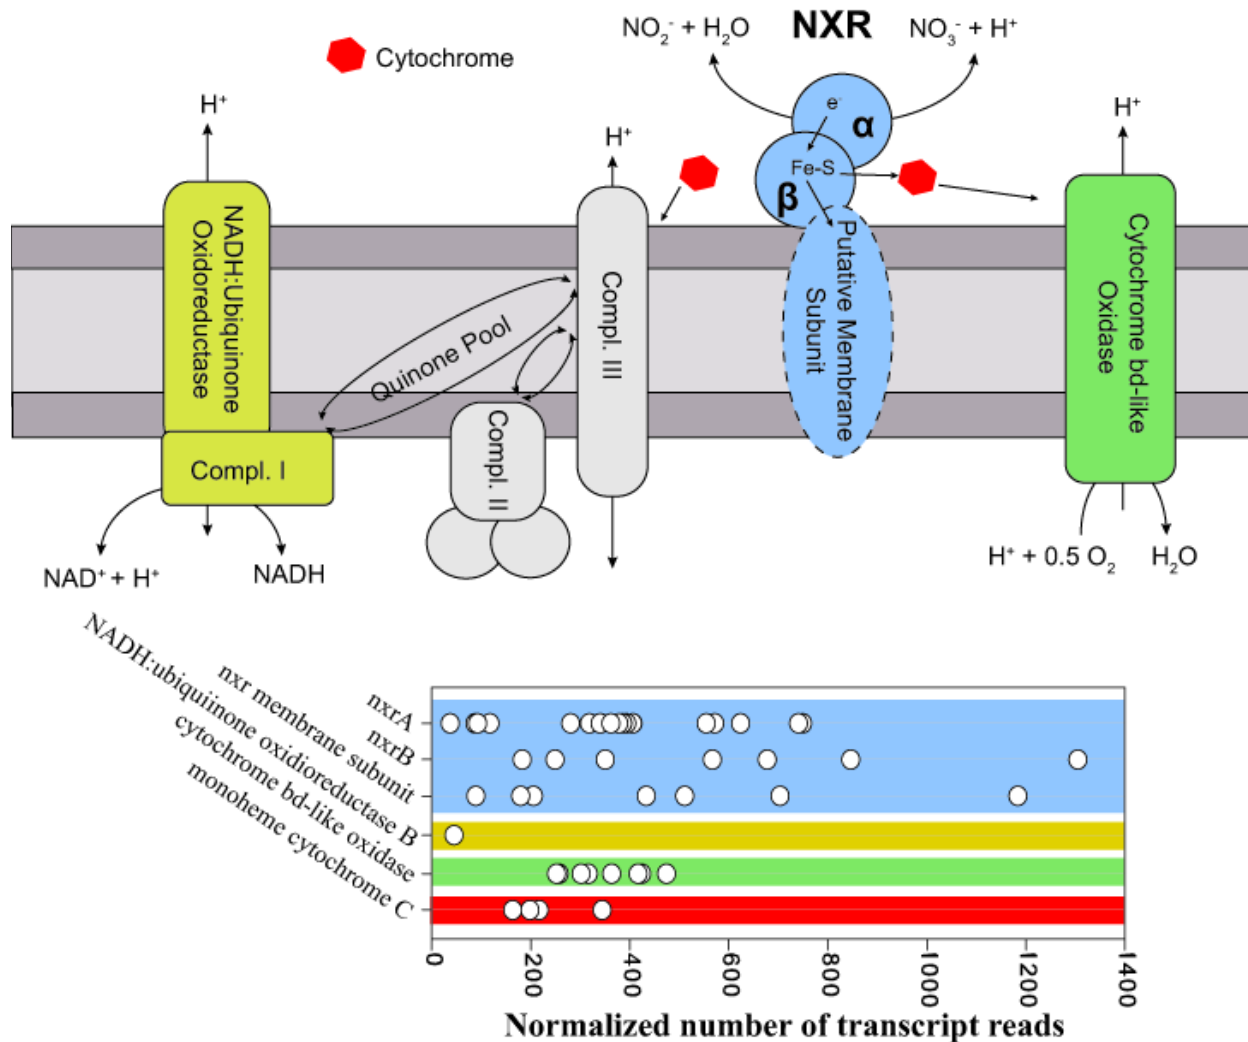 NO₂⁻ + H₂O
NXR
NO₃⁻ + H⁺
Cytochrome
H⁺
H⁺
H⁺
e⁻
α
Fe-S
β
NADH:Ubiquinone
Oxidoreductase
Quinone Pool
Compl. III
Putative Membrane
Subunit
Cytochrome bd-like
Oxidase
Compl. I
Compl. II
NAD⁺ + H⁺
NADH
H⁺ + 0.5 O₂
H₂O
nxrA
nxrB
nxr membrane subunit
NADH:ubiquiinone oxidioreductase B
cytochrome bd-like oxidase
monoheme cytochrome C
0
200
400
600
800
1000
1200
1400
Normalized number of transcript reads